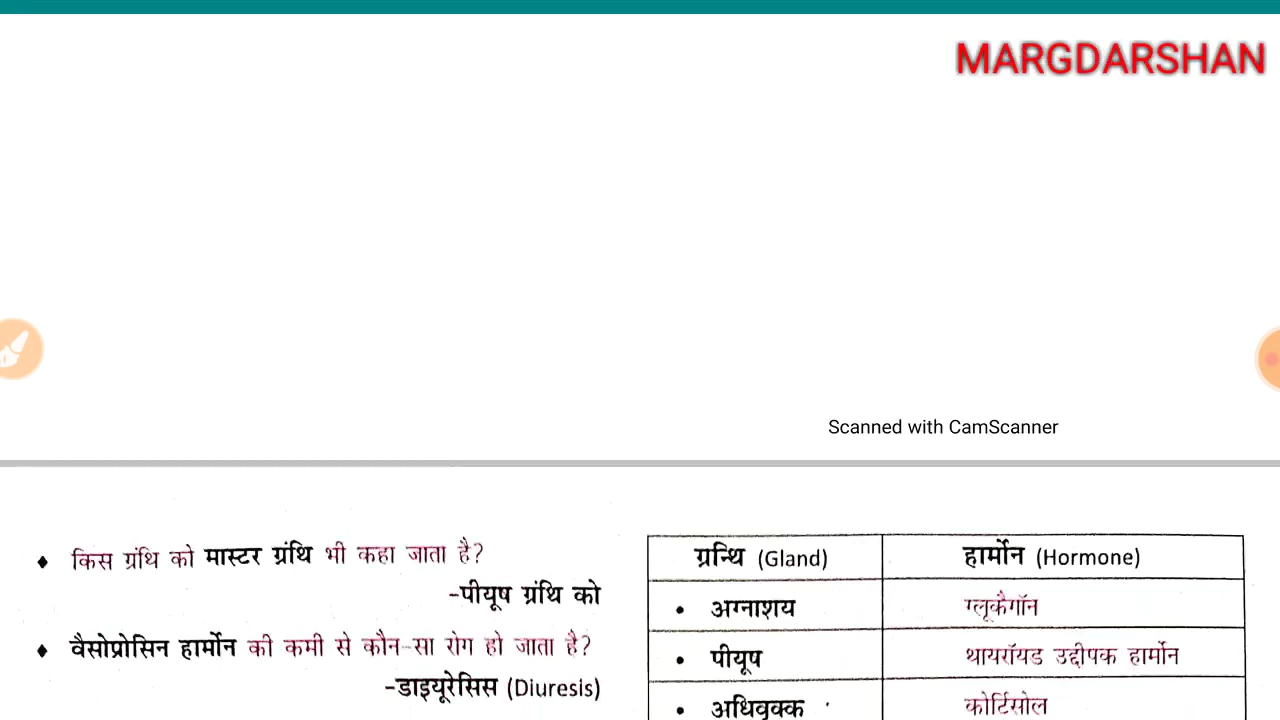 MARGDARSHAN
Scanned with CamScanner
♦ किस ग्रंथि को मास्टर ग्रंथि भी कहा जाता है?
-पीयूष ग्रंथि को
♦ वैसोप्रोसिन हार्मोन की कमी से कौन-सा रोग हो जाता है?
-डाइयूरेसिस (Diuresis)
ग्रन्थि (Gland) हार्मोन (Hormone)
• अग्नाशय ग्लूकैगॉन
• पीयूष थायरॉयड उद्दीपक हार्मोन
• अधिवृक्क कोर्टिसोल